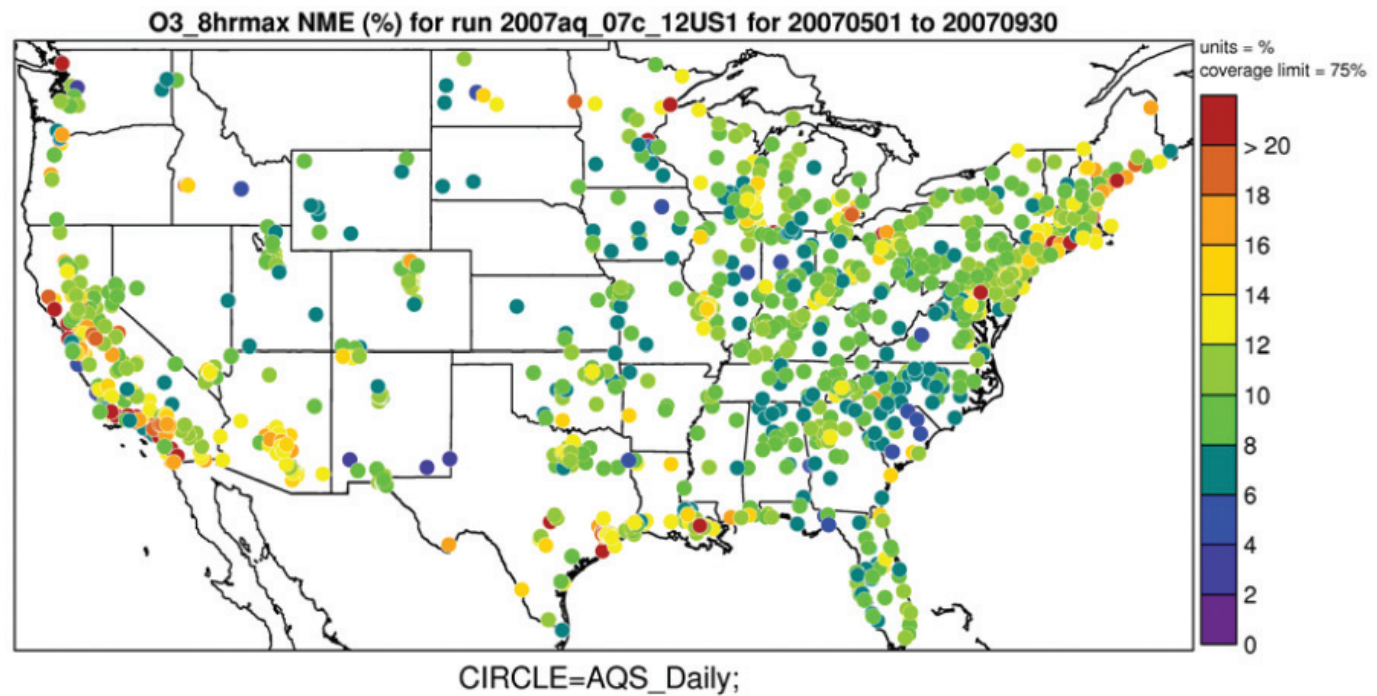 O3_8hrmax NME (%) for run 2007aq_07c_12US1 for 20070501 to 20070930
units = %
coverage limit = 75%
> 20
18
16
14
12
10
8
6
4
2
0
CIRCLE=AQS_Daily;